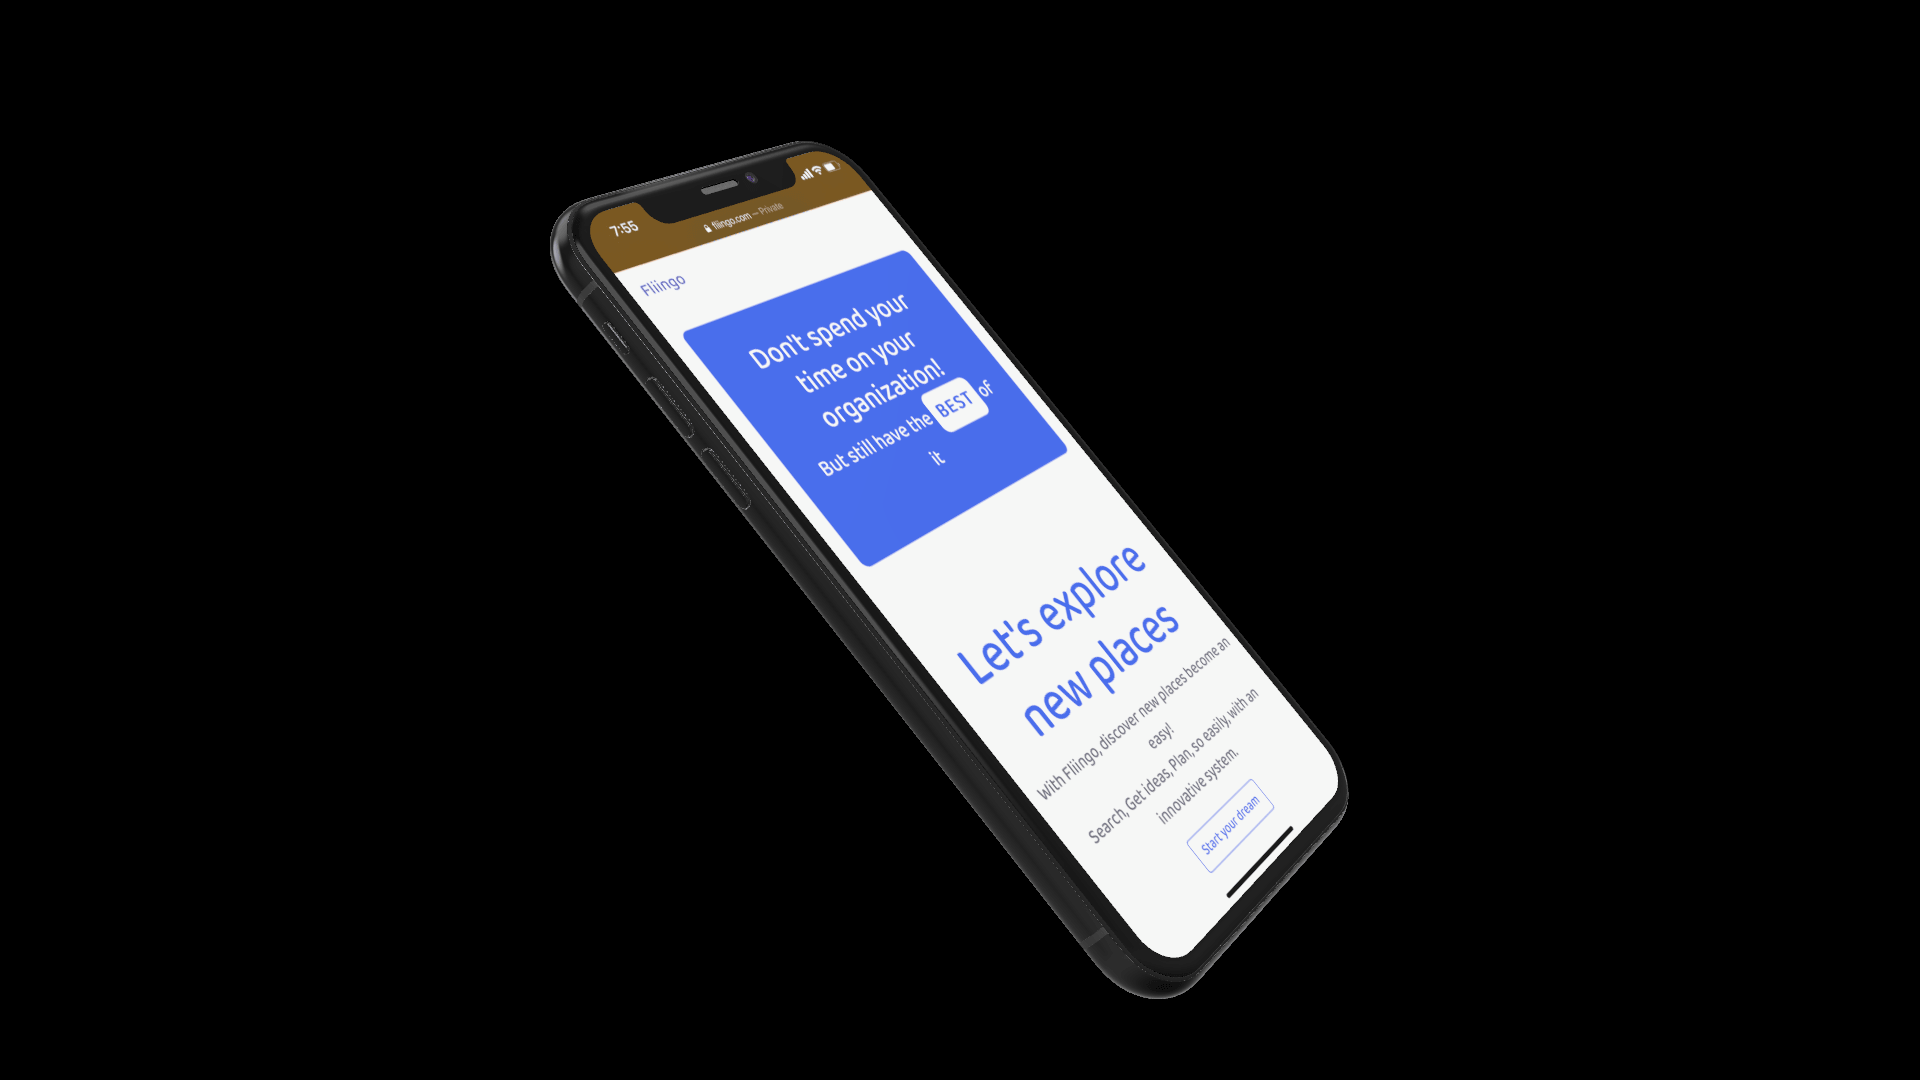 7:55
fliingo.com — Private
Fliingo
Don't spend your
time on your
organization!
But still have the BEST of
it
Let's explore
new places
With Fliingo, discover new places become an
easy!
Search, Get ideas, Plan, so easily, with an
innovative system.
Start your dream